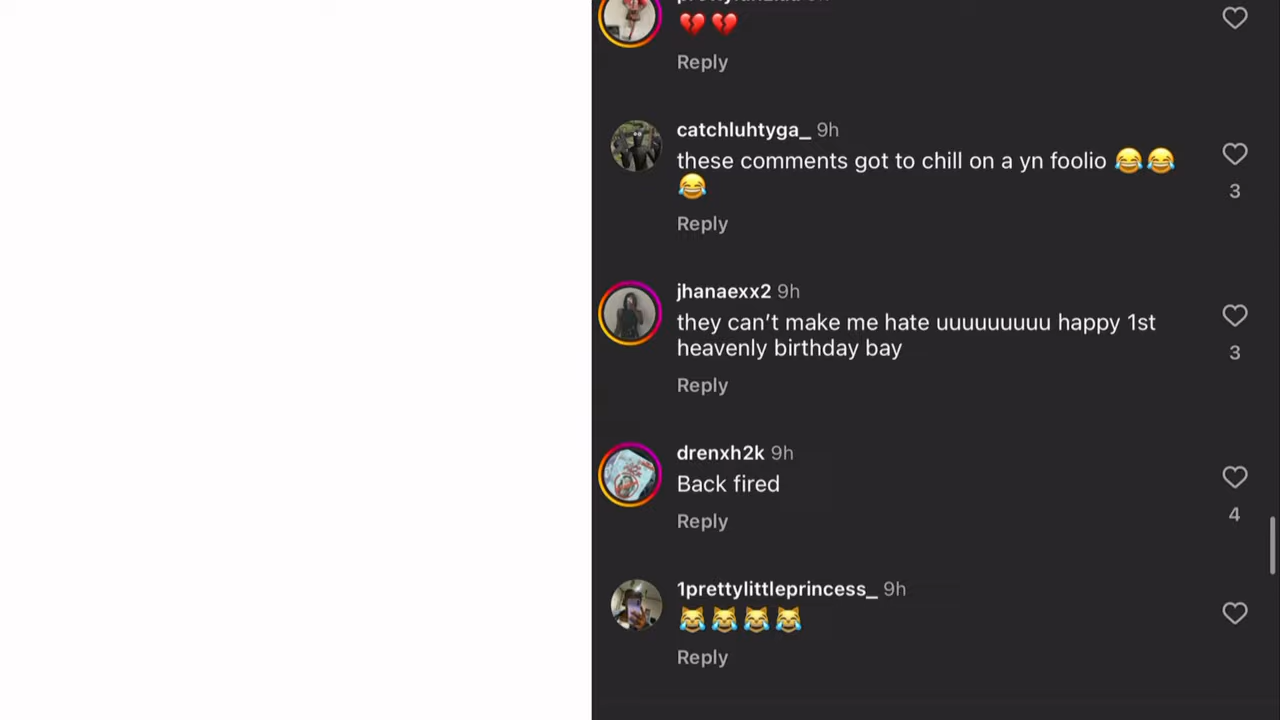 💔💔
Reply
catchluhtyga_ 9h
these comments got to chill on a yn foolio 😂😂
😂
3
Reply
jhanaexx2 9h
they can’t make me hate uuuuuuuuu happy 1st
heavenly birthday bay
3
Reply
drenxh2k 9h
Back fired
4
Reply
1prettylittleprincess_ 9h
😹😹😹😹
Reply